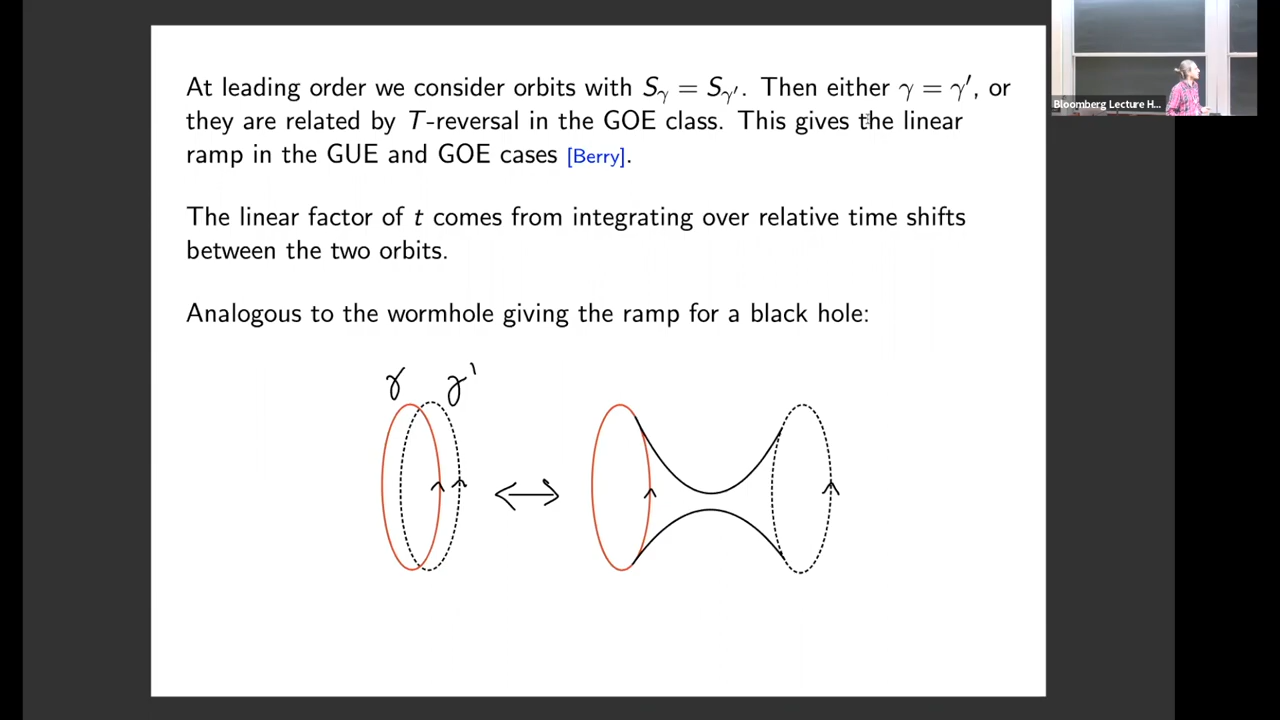 At leading order we consider orbits with Sγ = Sγ′. Then either γ = γ′, or
they are related by T-reversal in the GOE class. This gives the linear
ramp in the GUE and GOE cases [Berry].
The linear factor of t comes from integrating over relative time shifts
between the two orbits.
Analogous to the wormhole giving the ramp for a black hole:
γ γ′
Bloomberg Lecture H...